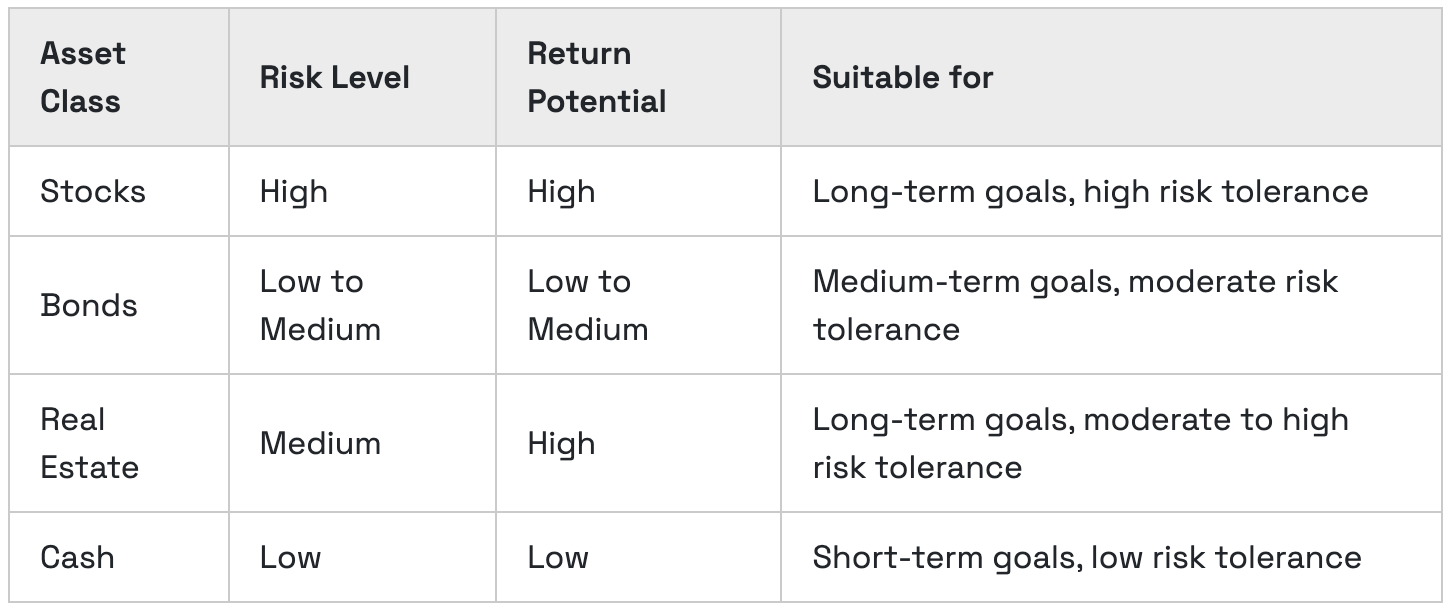 Asset
Class
Risk Level
Return
Potential
Suitable for
Stocks
High
High
Long-term goals, high risk tolerance
Bonds
Low to
Medium
Low to
Medium
Medium-term goals, moderate risk
tolerance
Real
Estate
Medium
High
Long-term goals, moderate to high
risk tolerance
Cash
Low
Low
Short-term goals, low risk tolerance